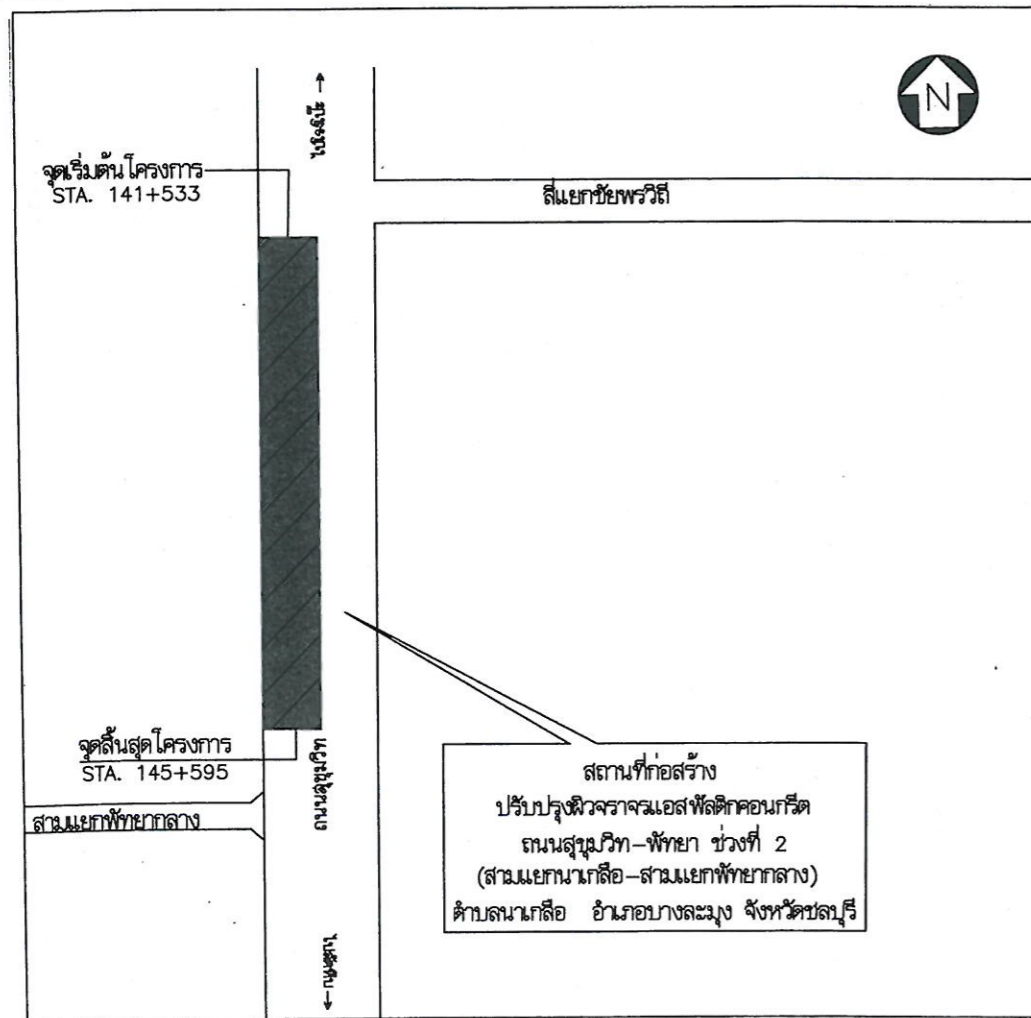 N
จุดเริ่มต้นโครงการ
STA. 141+533
สี่แยกชัยพรวิถี
จุดสิ้นสุดโครงการ
STA. 145+595
สามแยกพัทยากลาง
ถนนสุขุมวิท
สถานที่ก่อสร้าง
ปรับปรุงผิวจราจรแอสฟัลติกคอนกรีต
ถนนสุขุมวิท-พัทยา ช่วงที่ 2
(สามแยกนาเกลือ-สามแยกพัทยากลาง)
ตำบลนาเกลือ อำเภอบางละมุง จังหวัดชลบุรี